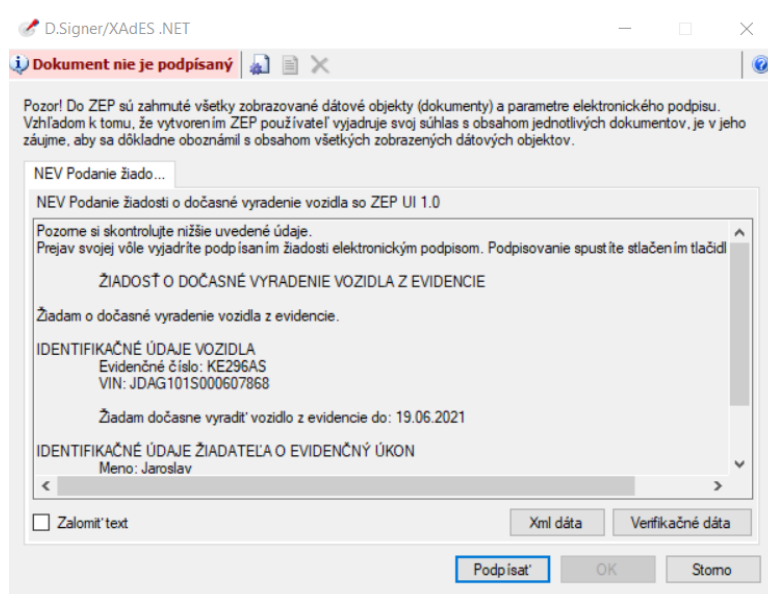 D.Signer/XAdES .NET
Dokument nie je podpísaný
Pozor! Do ZEP sú zahrnuté všetky zobrazované dátové objekty (dokumenty) a parametre elektronického podpisu.
Vzhľadom k tomu, že vytvorením ZEP používateľ vyjadruje svoj súhlas s obsahom jednotlivých dokumentov, je v jeho
záujme, aby sa dôkladne oboznámil s obsahom všetkých zobrazených dátových objektov.
NEV Podanie žiado...
NEV Podanie žiadosti o dočasné vyradenie vozidla so ZEP UI 1.0
Pozorne si skontrolujte nižšie uvedené údaje.
Prejav svojej vôle vyjadríte podpísaním žiadosti elektronickým podpisom. Podpisovanie spustíte stlačením tlačidl
ŽIADOSŤ O DOČASNÉ VYRADENIE VOZIDLA Z EVIDENCIE
Žiadam o dočasné vyradenie vozidla z evidencie.
IDENTIFIKAČNÉ ÚDAJE VOZIDLA
Evidenčné číslo: KE296AS
VIN: JDAG101S000607868
Žiadam dočasne vyradiť vozidlo z evidencie do: 19.06.2021
IDENTIFIKAČNÉ ÚDAJE ŽIADATEĽA O EVIDENČNÝ ÚKON
Meno: Jaroslav
Zalomiť text
Xml dáta
Verifikačné dáta
Podpísať
OK
Storno